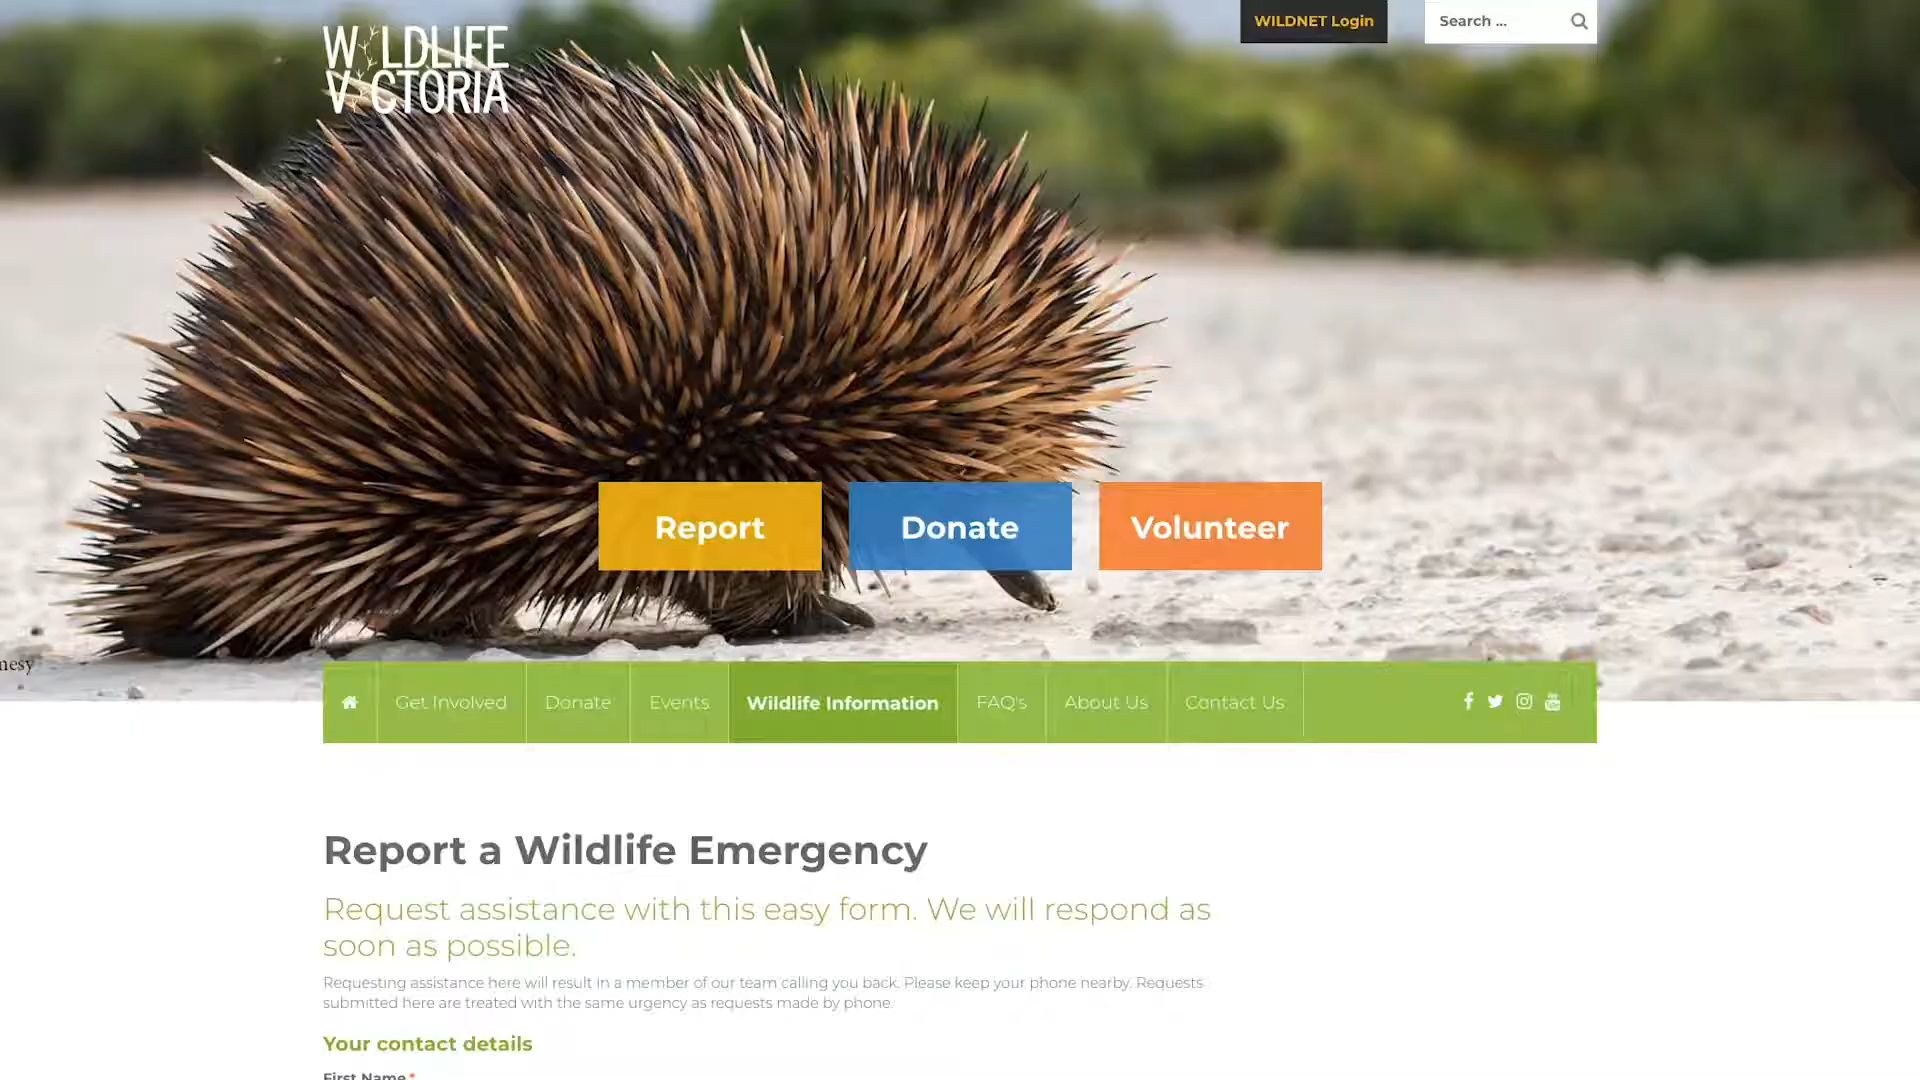 WILDLIFE
VICTORIA
WILDNET Login
Search ...
Report
Donate
Volunteer
nesy
Get Involved
Donate
Events
Wildlife Information
FAQ's
About Us
Contact Us
Report a Wildlife Emergency
Request assistance with this easy form. We will respond as
soon as possible.
Requesting assistance here will result in a member of our team calling you back. Please keep your phone nearby. Requests
submitted here are treated with the same urgency as requests made by phone.
Your contact details
First Name *